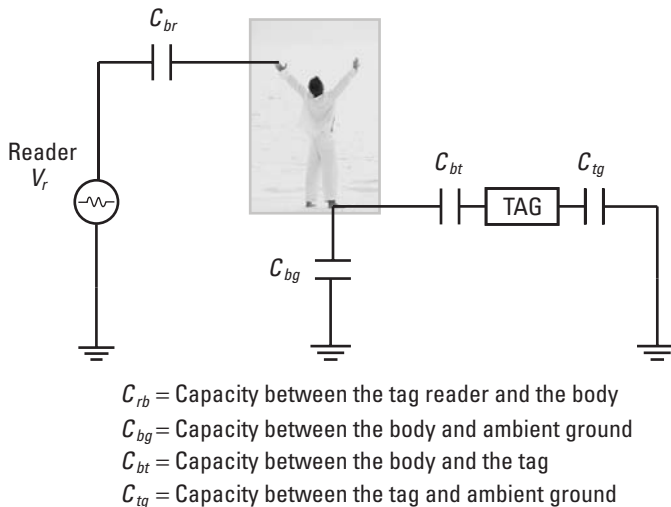 C_br
Reader
V_r
C_bt
C_tg
TAG
C_bg
C_rb = Capacity between the tag reader and the body
C_bg = Capacity between the body and ambient ground
C_bt = Capacity between the body and the tag
C_tg = Capacity between the tag and ambient ground